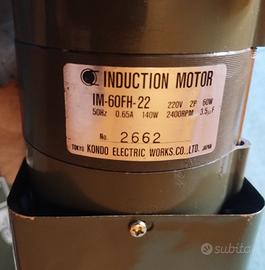 INDUCTION MOTOR
IM-60FH-22 220V 2P 60W
50Hz 0.65A 140W 2400RPM 3.5μF
No. 2662
TOKYO KONDO ELECTRIC WORKS.CO.,LTD. JAPAN
subito